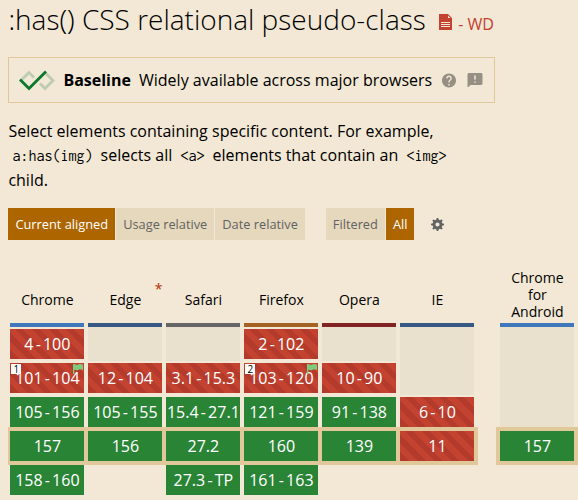 :has() CSS relational pseudo-class - WD
Baseline Widely available across major browsers
Select elements containing specific content. For example,
a:has(img) selects all <a> elements that contain an <img>
child.
Current aligned Usage relative Date relative Filtered All
Chrome Edge * Safari Firefox Opera IE Chrome for Android
4-100 2-102
1 101-104 12-104 3.1-15.3 2 103-120 10-90
105-156 105-155 15.4-27.1 121-159 91-138 6-10
157 156 27.2 160 139 11 157
158-160 27.3-TP 161-163